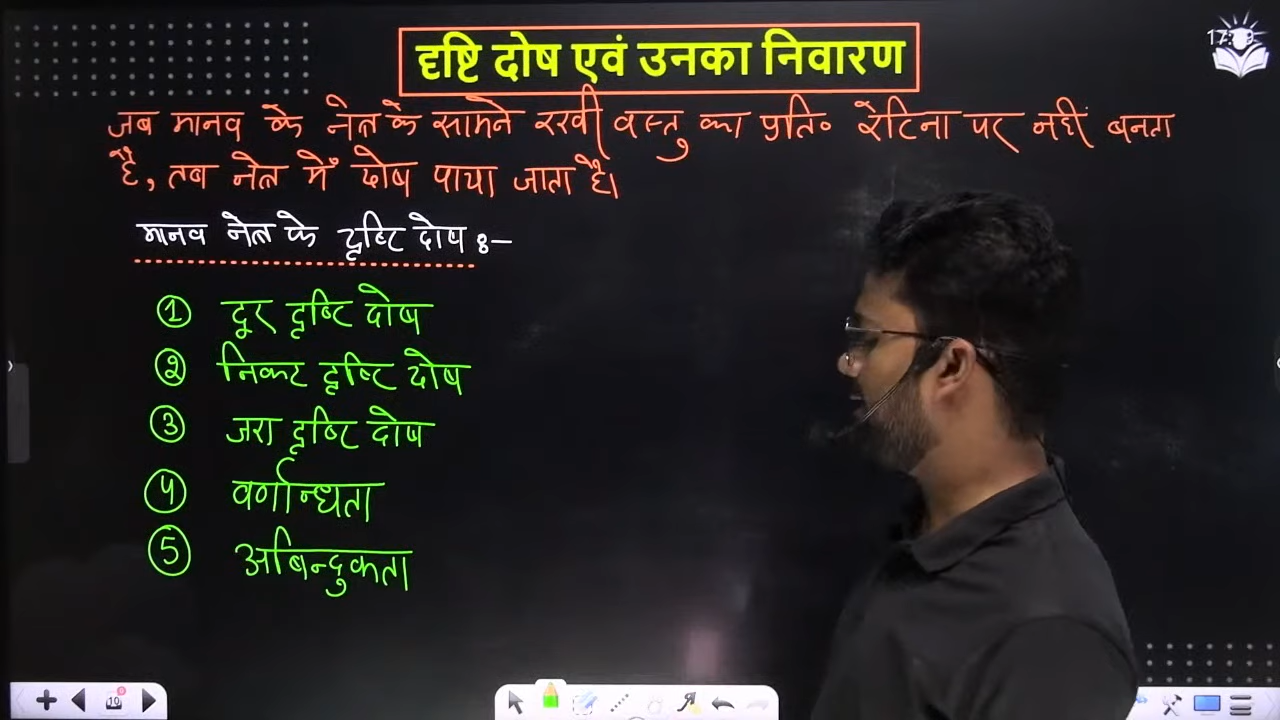 दृष्टि दोष एवं उनका निवारण
जब मानव के नेत्र के सामने रखी वस्तु का प्रति० रेटिना पर नहीं बनता
है, तब नेत्र में दोष पाया जाता है।
मानव नेत्र के दृष्टि दोष :-
① दूर दृष्टि दोष
② निकट दृष्टि दोष
③ जरा दृष्टि दोष
④ वर्णान्धता
⑤ अबिन्दुकता